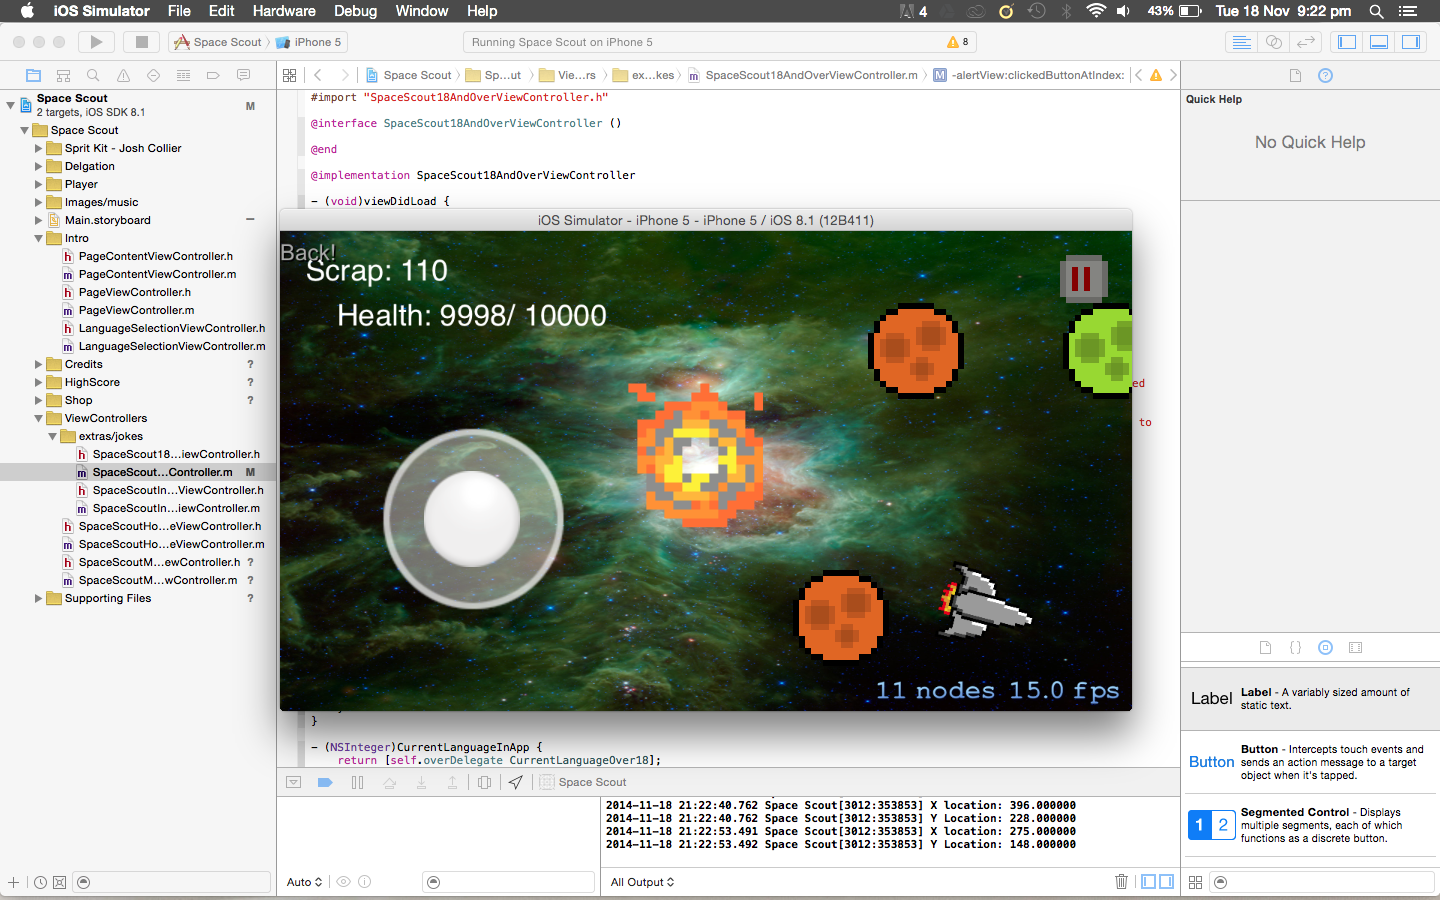 iOS Simulator File Edit Hardware Debug Window Help 4 43% Tue 18 Nov 9:22 pm
Space Scout iPhone 5 Running Space Scout on iPhone 5 8
Space Scout Sp...ut Vie...rs ex...kes SpaceScout18AndOverViewController.m -alertView:clickedButtonAtIndex:
Space Scout M
2 targets, iOS SDK 8.1
Space Scout
Sprit Kit - Josh Collier
Delgation
Player
Images/music
Main.storyboard
Intro
h PageContentViewController.h
m PageContentViewController.m
h PageViewController.h
m PageViewController.m
h LanguageSelectionViewController.h
m LanguageSelectionViewController.m
Credits ?
HighScore ?
Shop ?
ViewControllers
extras/jokes
h SpaceScout18...iewController.h
m SpaceScout...Controller.m M
h SpaceScoutIn...ViewController.h
m SpaceScoutIn...iewController.m
h SpaceScoutHo...eViewController.h
m SpaceScoutHo...eViewController.m
h SpaceScoutM...ewController.h ?
m SpaceScoutM...wController.m ?
Supporting Files ?
#import "SpaceScout18AndOverViewController.h"
@interface SpaceScout18AndOverViewController ()
@end
@implementation SpaceScout18AndOverViewController
- (void)viewDidLoad {
iOS Simulator - iPhone 5 - iPhone 5 / iOS 8.1 (12B411)
Back!
Scrap: 110
Health: 9998/ 10000
11 nodes 15.0 fps
ed
to
}
- (NSInteger)CurrentLanguageInApp {
return [self.overDelegate CurrentLanguageOver18];
Space Scout
2014-11-18 21:22:40.762 Space Scout[3012:353853] X location: 396.000000
2014-11-18 21:22:40.762 Space Scout[3012:353853] Y Location: 228.000000
2014-11-18 21:22:53.491 Space Scout[3012:353853] X location: 275.000000
2014-11-18 21:22:53.492 Space Scout[3012:353853] Y Location: 148.000000
Auto All Output
Quick Help
No Quick Help
Label Label - A variably sized amount of
static text.
Button Button - Intercepts touch events and
sends an action message to a target
object when it's tapped.
1 2 Segmented Control - Displays
multiple segments, each of which
functions as a discrete button.